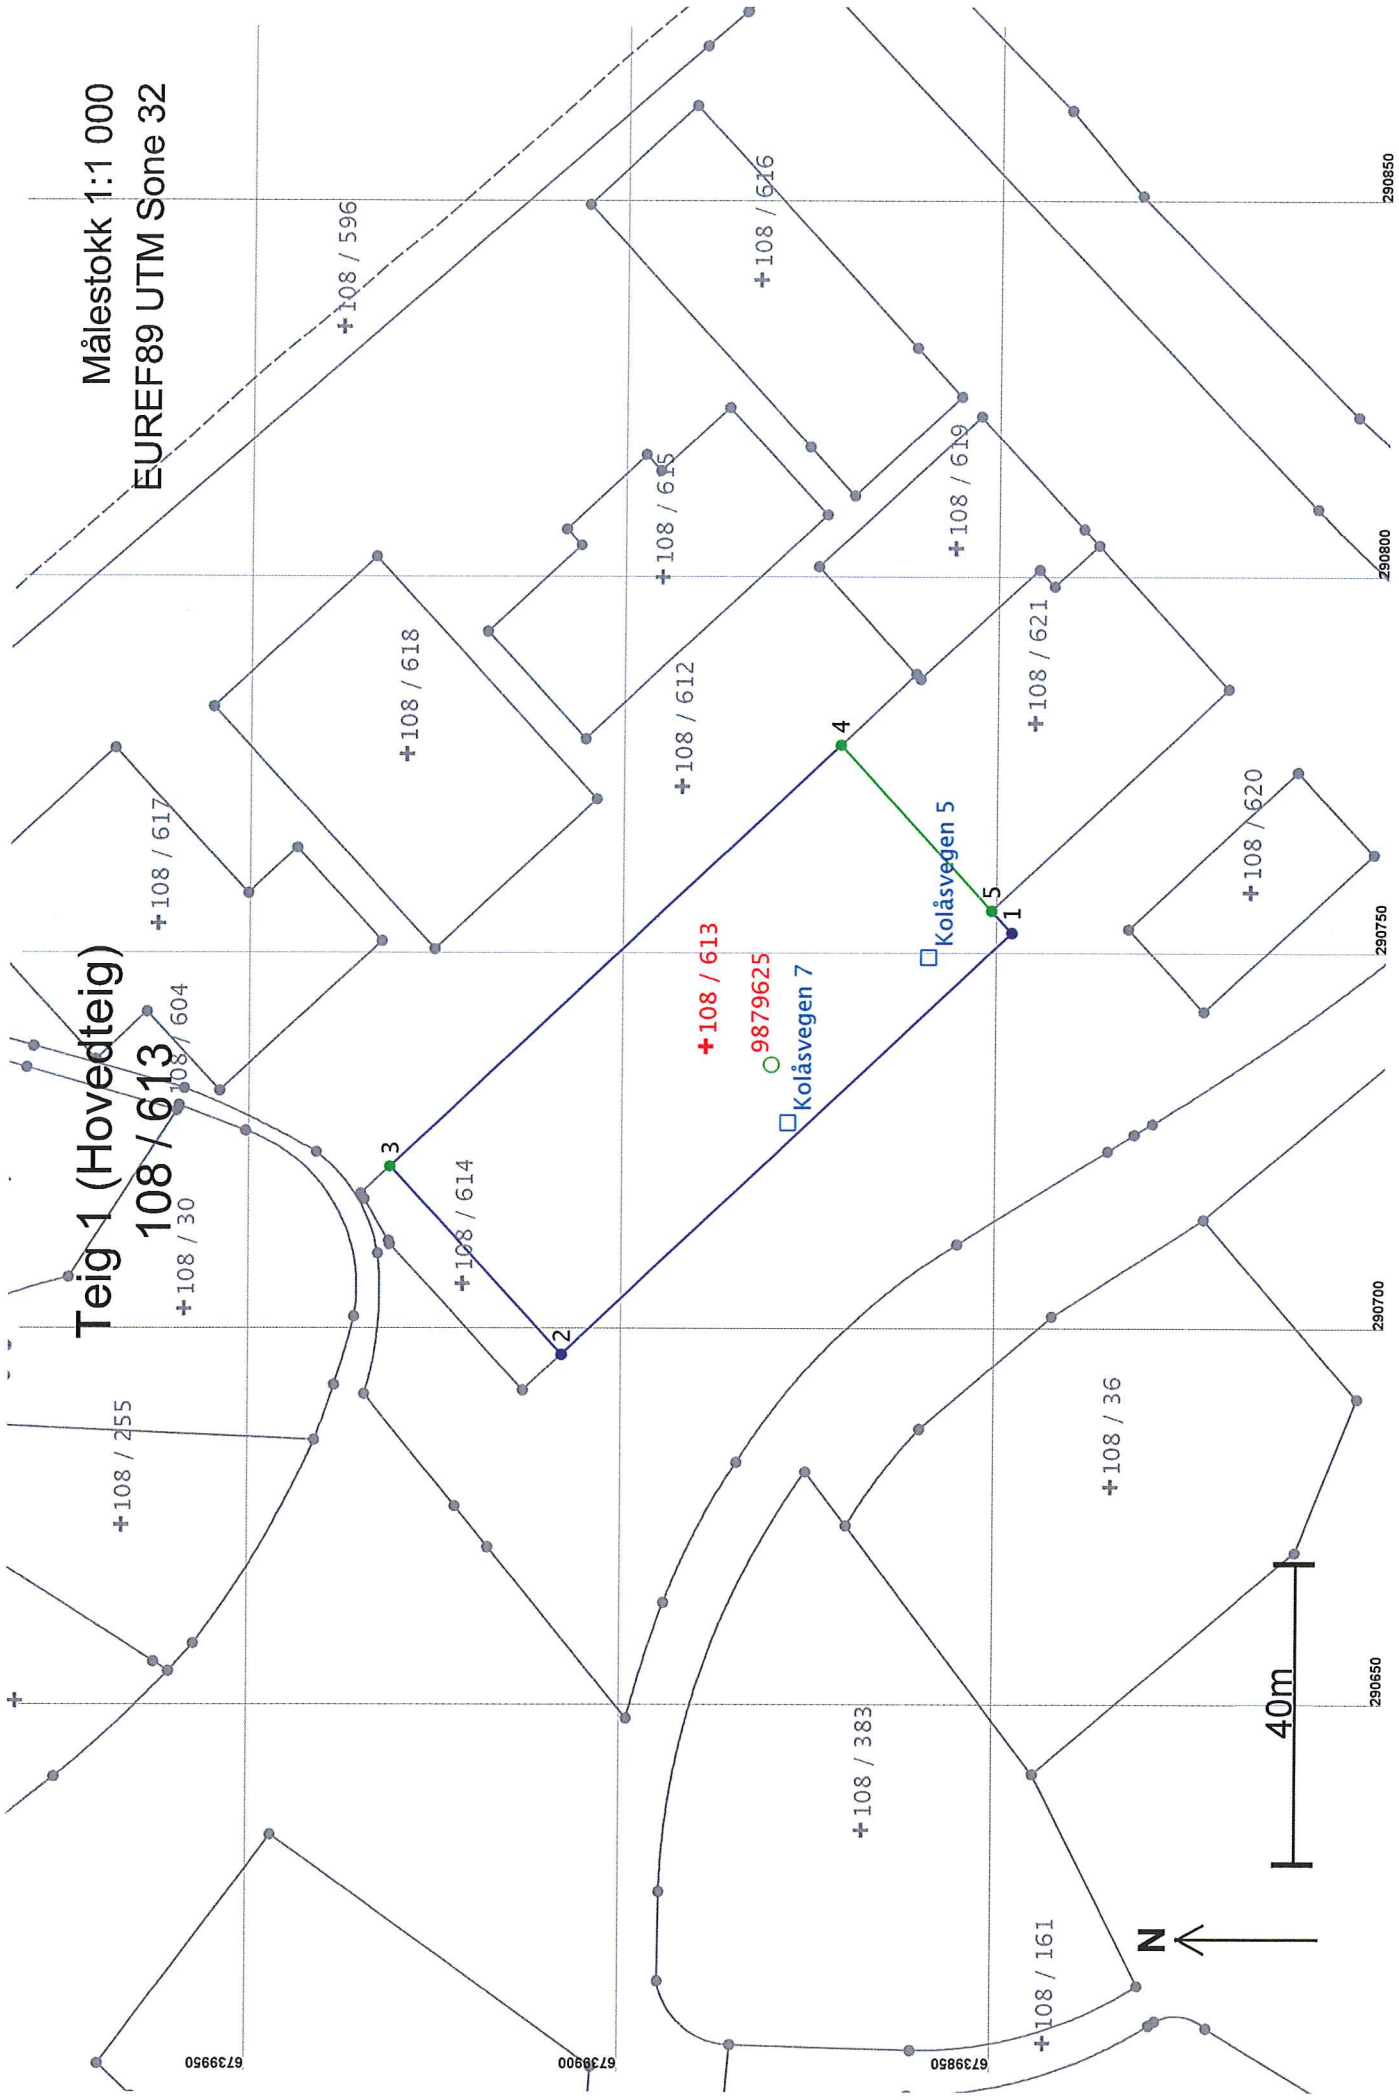 Teig 1 (Hovedteig)
108 / 613
Målestokk 1:1 000
EUREF89 UTM Sone 32
108 / 255
108 / 30
108 / 604
108 / 617
108 / 596
108 / 618
108 / 614
3
2
108 / 612
108 / 615
108 / 616
108 / 613
9879625
Kolåsvegen 7
4
Kolåsvegen 5
5
1
108 / 619
108 / 621
108 / 383
108 / 36
108 / 620
108 / 161
N
40m
6739950
6739900
6739850
290650
290700
290750
290800
290850